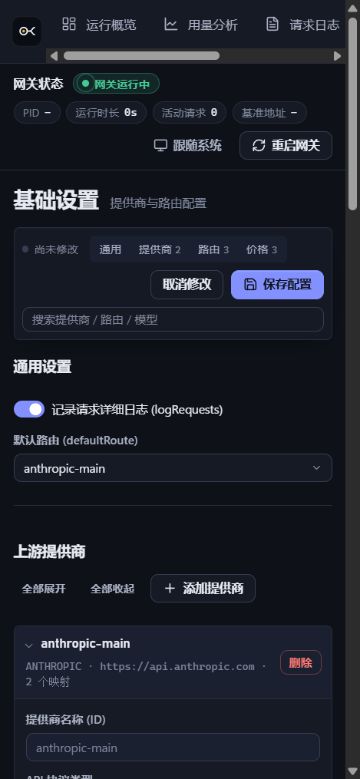 运行概览 用量分析 请求日志
网关状态 网关运行中
PID – 运行时长 0s 活动请求 0 基准地址 –
跟随系统 重启网关
基础设置 提供商与路由配置
尚未修改 通用 提供商 2 路由 3 价格 3
取消修改 保存配置
搜索提供商 / 路由 / 模型
通用设置
记录请求详细日志 (logRequests)
默认路由 (defaultRoute)
anthropic-main
上游提供商
全部展开 全部收起 + 添加提供商
anthropic-main
ANTHROPIC · https://api.anthropic.com ·
2 个映射
删除
提供商名称 (ID)
anthropic-main
API 协议类型